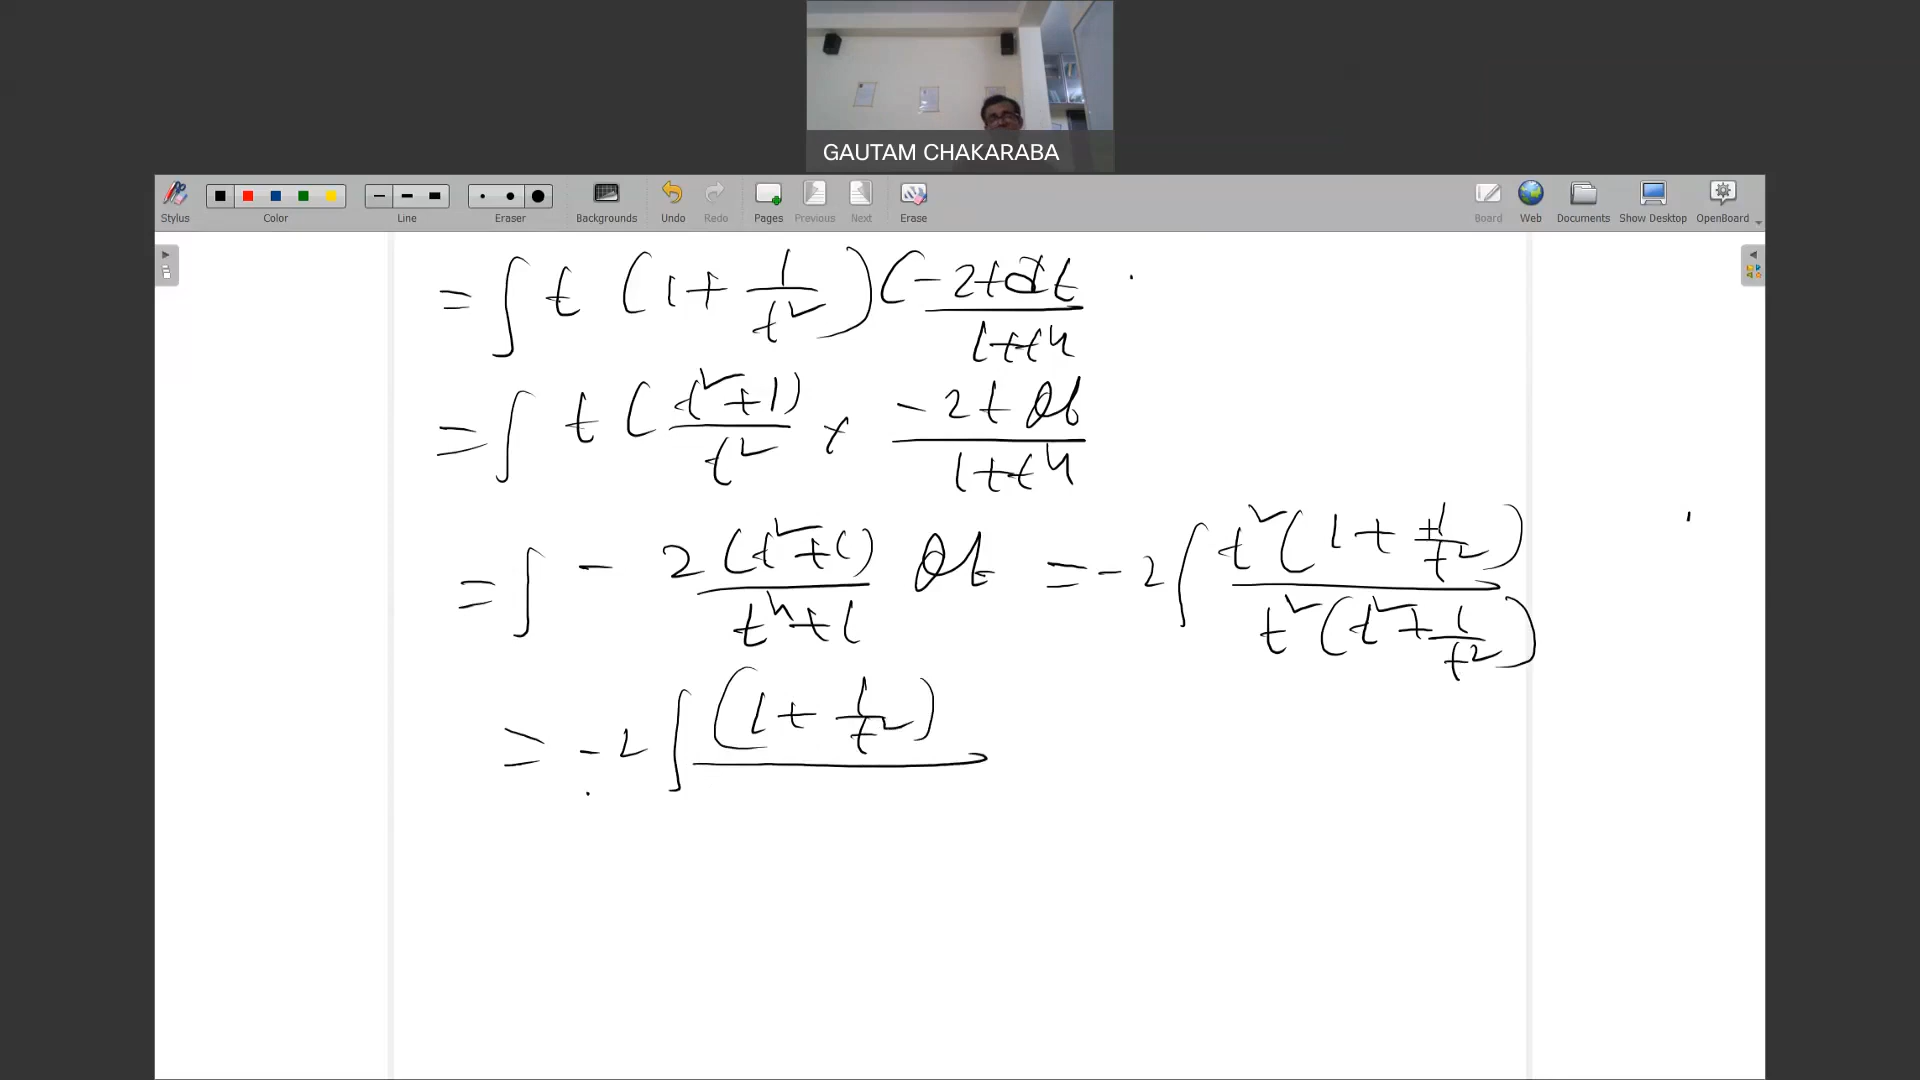 GAUTAM CHAKARABA
Stylus Color Line Eraser Backgrounds Undo Redo Pages Previous Next Erase Board Web Documents Show Desktop OpenBoard
= ∫ t (1 + 1/t²) (-2t dt / 1+t⁴
= ∫ t (t²+1)/t² × -2t dt / 1+t⁴
= ∫ - 2(t²+1)/t⁴+1 dt = -2 ∫ t²(1 + 1/t²) / t²(t² + 1/t²)
= -2 ∫ (1 + 1/t²)